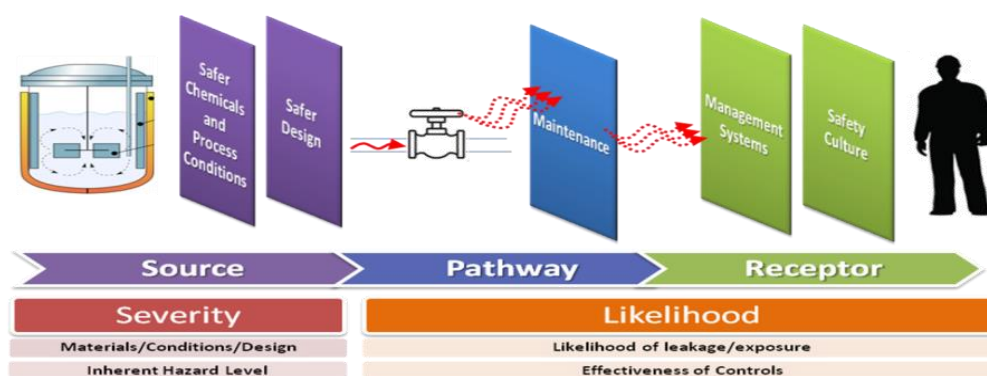 Safer
Chemicals
and
Process
Conditions
Safer
Design
Maintenance
Management
Systems
Safety
Culture
Source
Pathway
Receptor
Severity
Likelihood
Materials/Conditions/Design
Likelihood of leakage/exposure
Inherent Hazard Level
Effectiveness of Controls